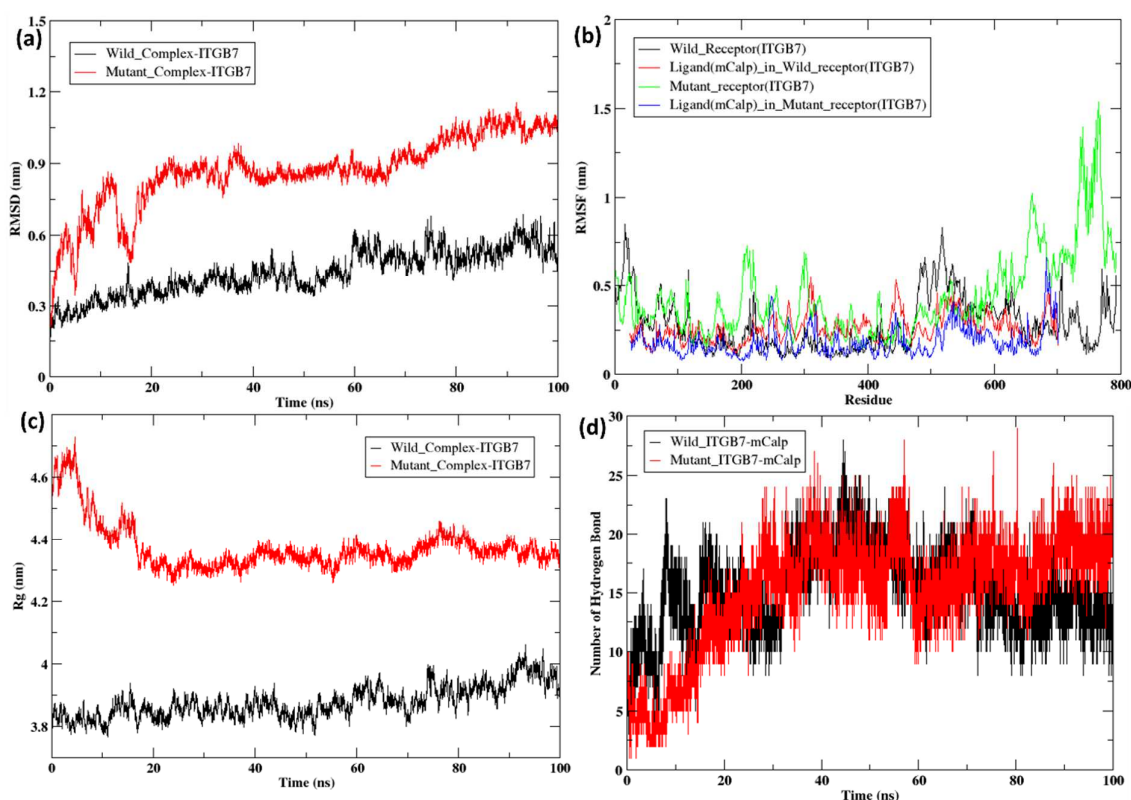 (a)
Wild_Complex-ITGB7
Mutant_Complex-ITGB7
1.5
1.2
0.9
0.6
0.3
0
RMSD (nm)
0 20 40 60 80 100
Time (ns)
(b)
Wild_Receptor(ITGB7)
Ligand(mCalp)_in_Wild_receptor(ITGB7)
Mutant_receptor(ITGB7)
Ligand(mCalp)_in_Mutant_receptor(ITGB7)
2
1.5
1
0.5
0
RMSF (nm)
0 200 400 600 800
Residue
(c)
Wild_Complex-ITGB7
Mutant_Complex-ITGB7
4.6
4.4
4.2
4
3.8
Rg (nm)
0 20 40 60 80 100
Time (ns)
(d)
Wild_ITGB7-mCalp
Mutant_ITGB7-mCalp
30
25
20
15
10
5
0
Number of Hydrogen Bond
0 20 40 60 80 100
Time (ns)